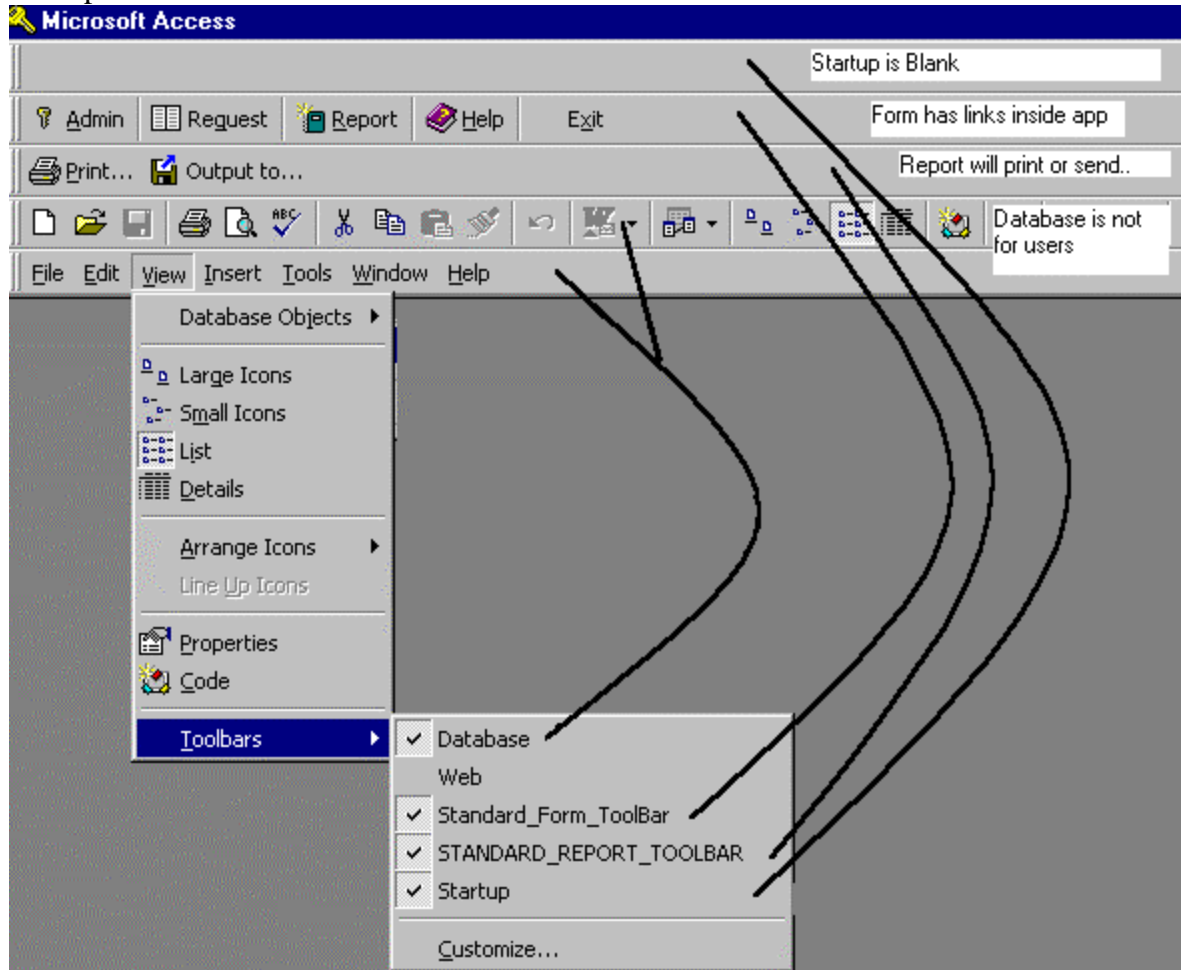 Microsoft Access
Startup is Blank
Admin Request Report Help Exit
Form has links inside app
Print... Output to...
Report will print or send..
ABC
Database is not
for users
File Edit View Insert Tools Window Help
Database Objects
Large Icons
Small Icons
List
Details
Arrange Icons
Line Up Icons
Properties
Code
Toolbars
Database
Web
Standard_Form_ToolBar
STANDARD_REPORT_TOOLBAR
Startup
Customize...